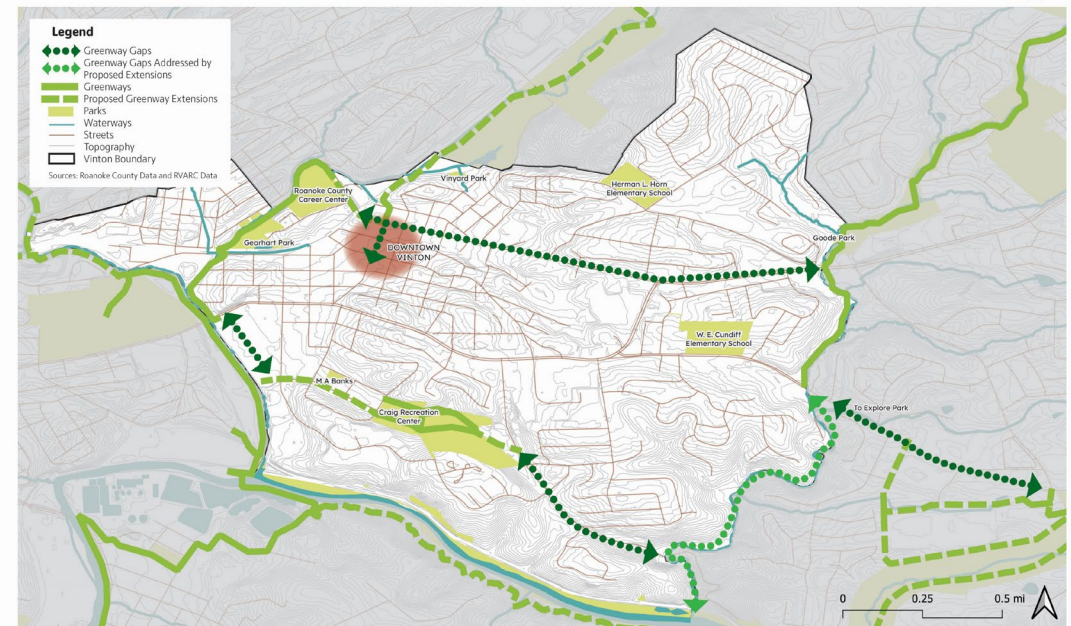 Legend
Greenway Gaps
Greenway Gaps Addressed by
Proposed Extensions
Greenways
Proposed Greenway Extensions
Parks
Waterways
Streets
Topography
Vinton Boundary
Sources: Roanoke County Data and RVARC Data
Vinyard Park
Roanoke County
Career Center
Herman L. Horn
Elementary School
Gearhart Park
DOWNTOWN
VINTON
Goode Park
W. E. Cundiff
Elementary School
M A Banks
Craig Recreation
Center
To Explore Park
0
0.25
0.5 mi